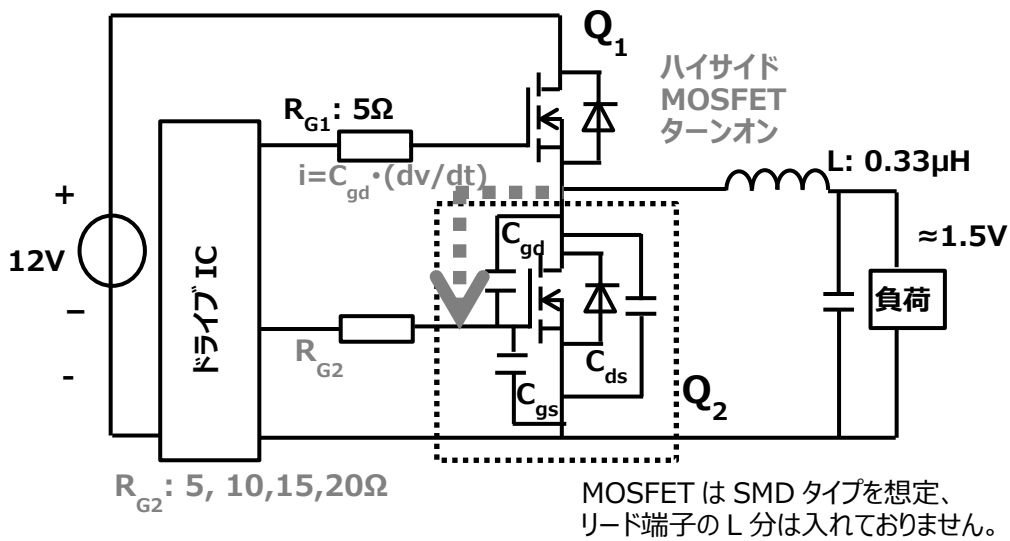 Q1
ハイサイド
MOSFET
ターンオン
RG1: 5Ω
i=Cgd・(dv/dt)
L: 0.33μH
+
12V
−
-
ドライブ IC
Cgd
≈1.5V
負荷
RG2
Cds
Cgs
Q2
RG2: 5, 10,15,20Ω
MOSFET は SMD タイプを想定、
リード端子の L 分は入れておりません。